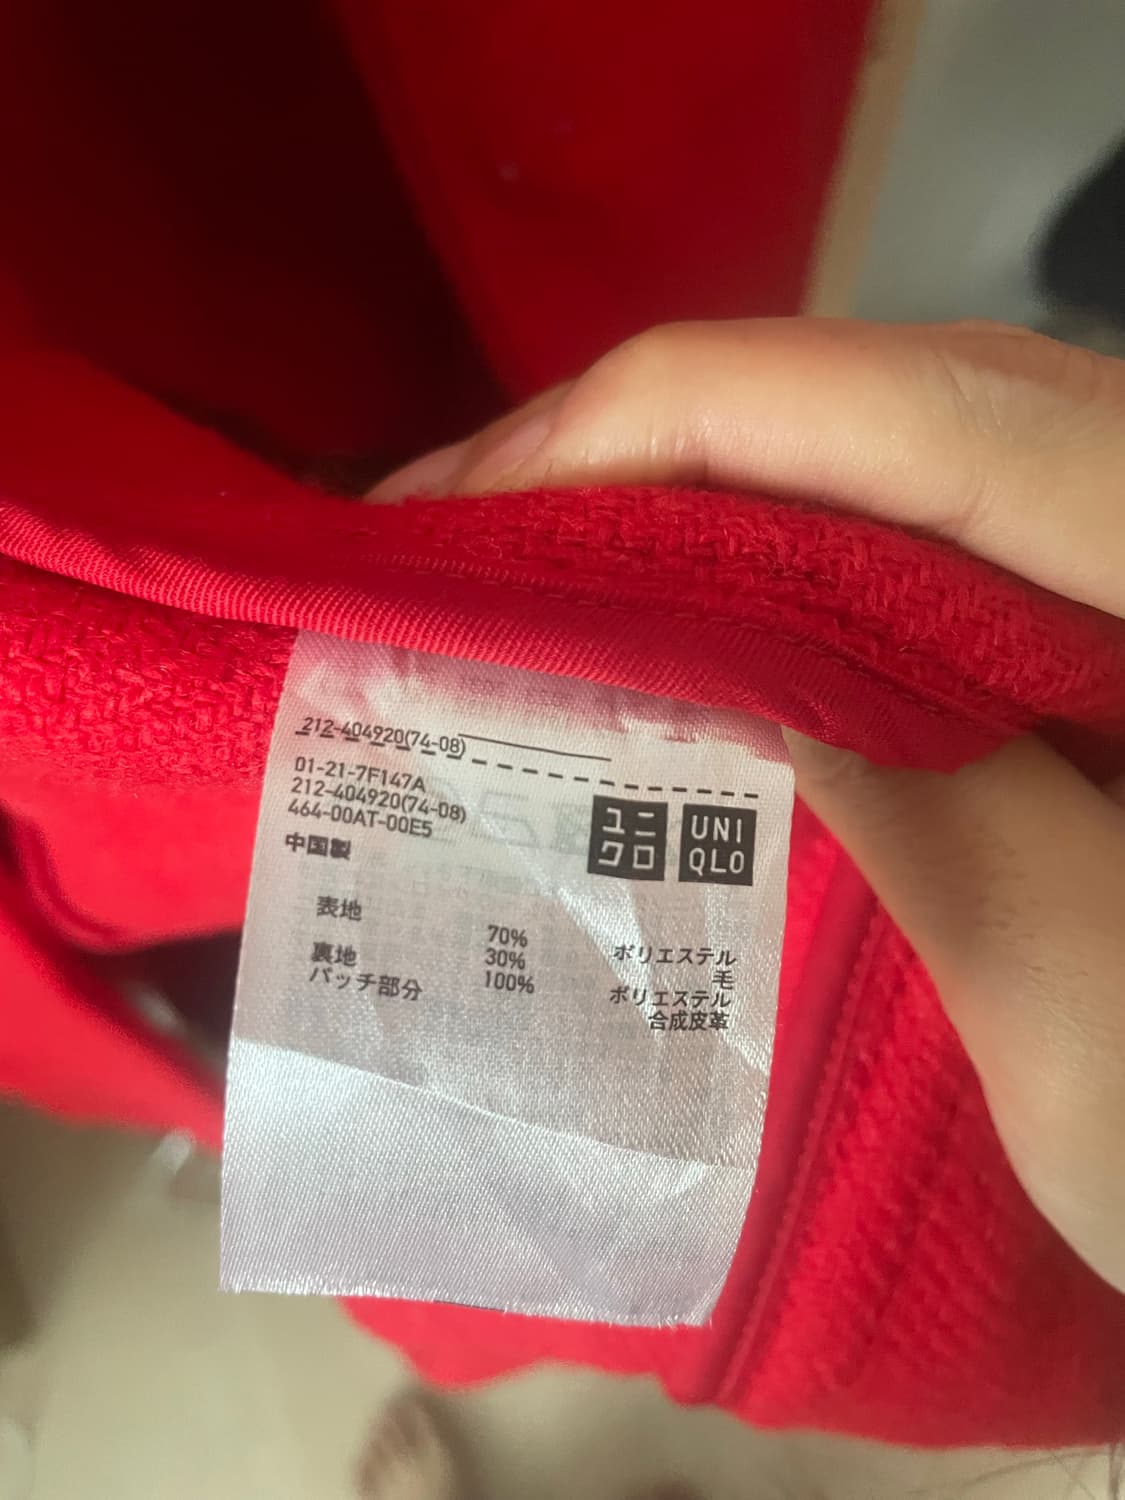 212-404920(74-08)
01-21-7F147A
212-404920(74-08)
464-00AT-00E5
中国製
ユニ
クロ
UNI
QLO
表地
70% ポリエステル
30% 毛
裏地 100% ポリエステル
パッチ部分 合成皮革